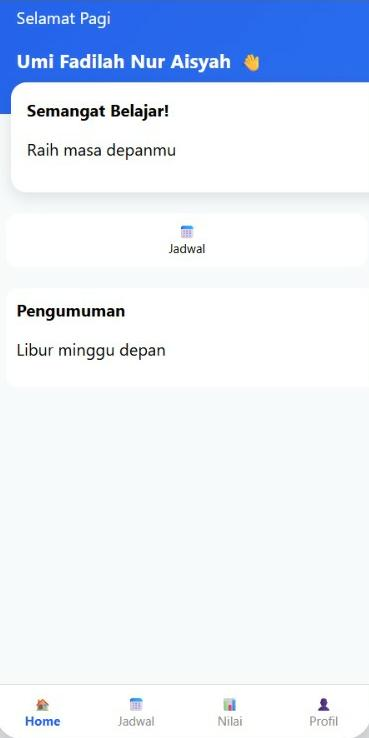 Selamat Pagi
Umi Fadilah Nur Aisyah 👋
Semangat Belajar!
Raih masa depanmu
Jadwal
Pengumuman
Libur minggu depan
Home
Jadwal
Nilai
Profil